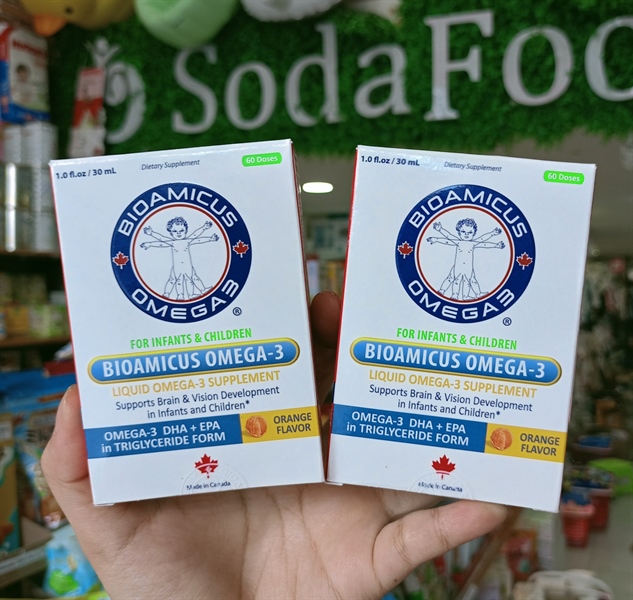 SodaFoo
1.0 fl.oz / 30 mL
Dietary Supplement
60 Doses
BIOAMICUS
OMEGA3
®
FOR INFANTS & CHILDREN
BIOAMICUS OMEGA-3
LIQUID OMEGA-3 SUPPLEMENT
Supports Brain & Vision Development
in Infants and Children*
OMEGA-3 DHA + EPA
in TRIGLYCERIDE FORM
ORANGE
FLAVOR
Made in Canada
1.0 fl.oz / 30 mL
Dietary Supplement
60 Doses
BIOAMICUS
OMEGA3
®
FOR INFANTS & CHILDREN
BIOAMICUS OMEGA-3
LIQUID OMEGA-3 SUPPLEMENT
Supports Brain & Vision Development
in Infants and Children*
OMEGA-3 DHA + EPA
in TRIGLYCERIDE FORM
ORANGE
FLAVOR
Made in Canada